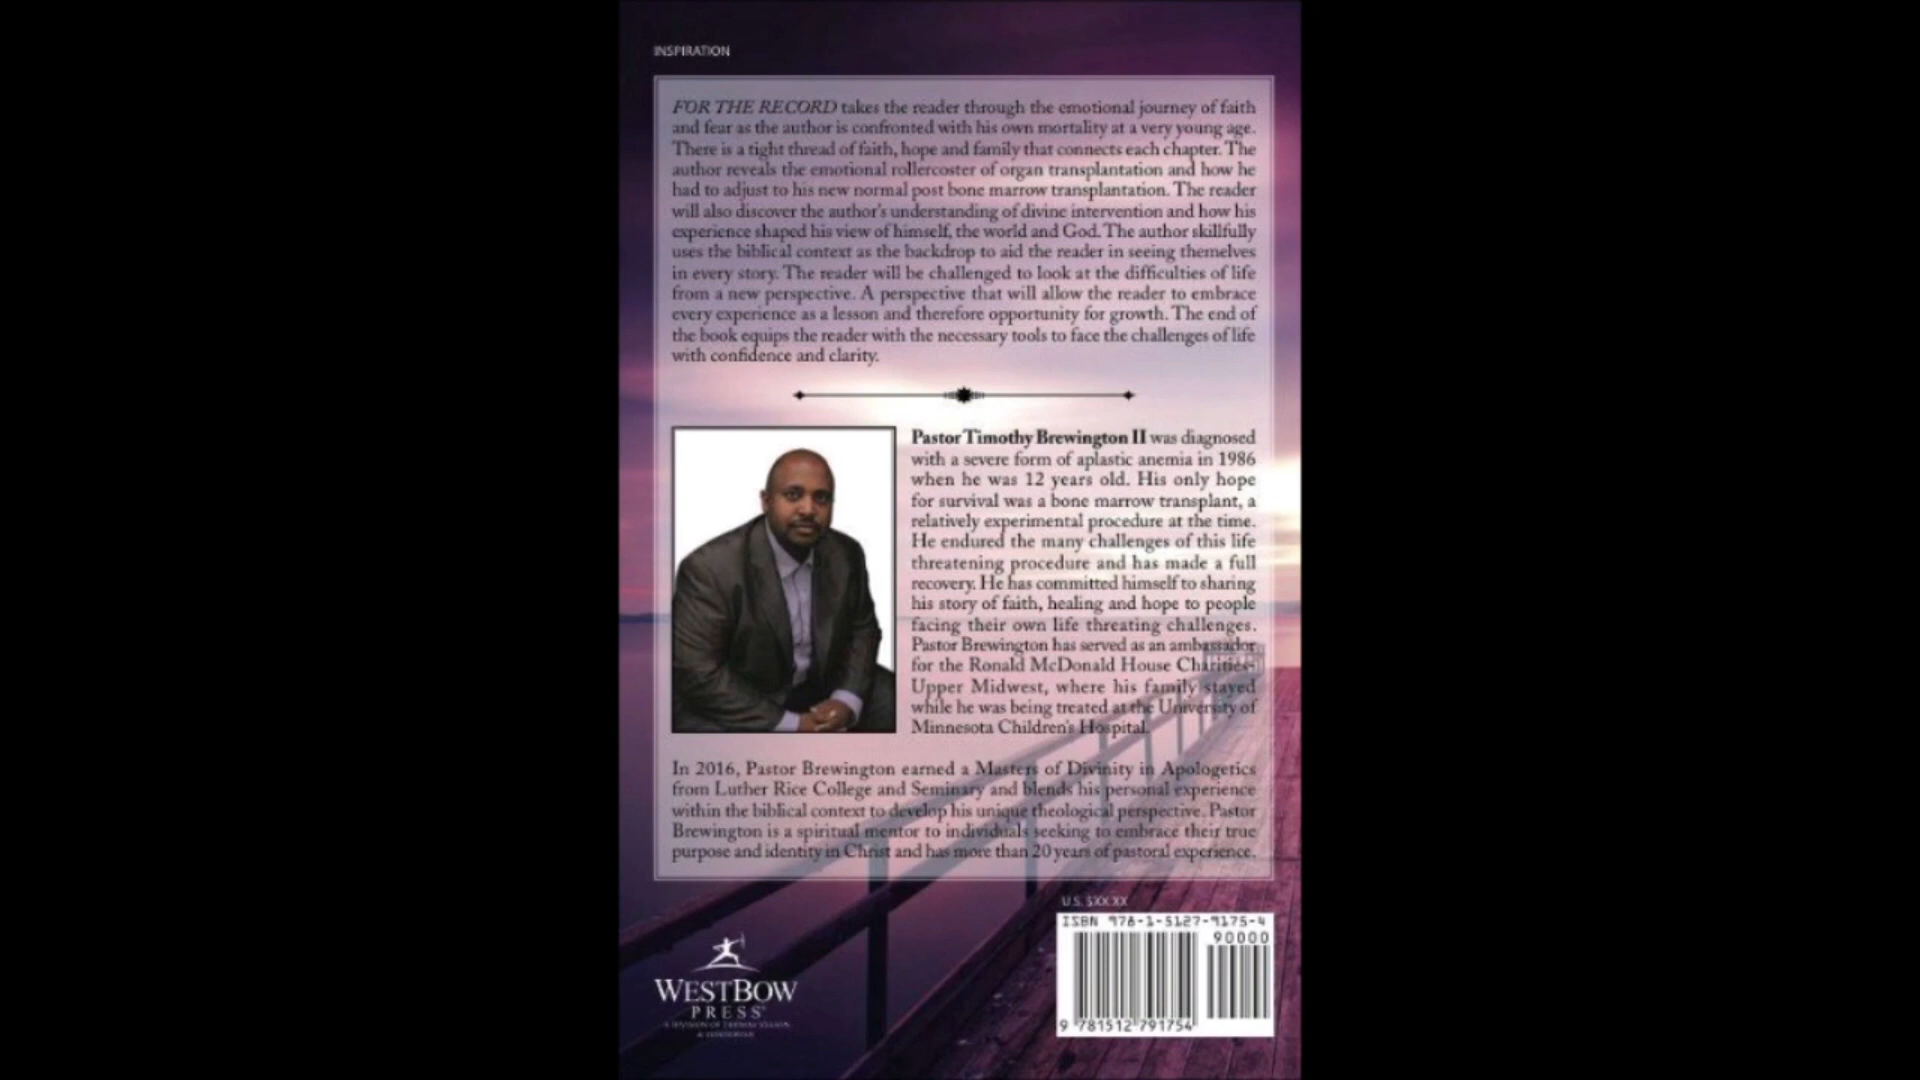 INSPIRATION
FOR THE RECORD takes the reader through the emotional journey of faith
and fear as the author is confronted with his own mortality at a very young age.
There is a tight thread of faith, hope and family that connects each chapter. The
author reveals the emotional rollercoster of organ transplantation and how he
had to adjust to his new normal post bone marrow transplantation. The reader
will also discover the author's understanding of divine intervention and how his
experience shaped his view of himself, the world and God. The author skillfully
uses the biblical context as the backdrop to aid the reader in seeing themselves
in every story. The reader will be challenged to look at the difficulties of life
from a new perspective. A perspective that will allow the reader to embrace
every experience as a lesson and therefore opportunity for growth. The end of
the book equips the reader with the necessary tools to face the challenges of life
with confidence and clarity.
Pastor Timothy Brewington II was diagnosed
with a severe form of aplastic anemia in 1986
when he was 12 years old. His only hope
for survival was a bone marrow transplant, a
relatively experimental procedure at the time.
He endured the many challenges of this life
threatening procedure and has made a full
recovery. He has committed himself to sharing
his story of faith, healing and hope to people
facing their own life threating challenges.
Pastor Brewington has served as an ambassador
for the Ronald McDonald House Charities-
Upper Midwest, where his family stayed
while he was being treated at the University of
Minnesota Children's Hospital.
In 2016, Pastor Brewington earned a Masters of Divinity in Apologetics
from Luther Rice College and Seminary and blends his personal experience
within the biblical context to develop his unique theological perspective. Pastor
Brewington is a spiritual mentor to individuals seeking to embrace their true
purpose and identity in Christ and has more than 20 years of pastoral experience.
U.S. $XX.XX
ISBN 978-1-5127-9175-4
90000
9 781512 791754
WESTBOW
PRESS®
A DIVISION OF THOMAS NELSON
& ZONDERVAN